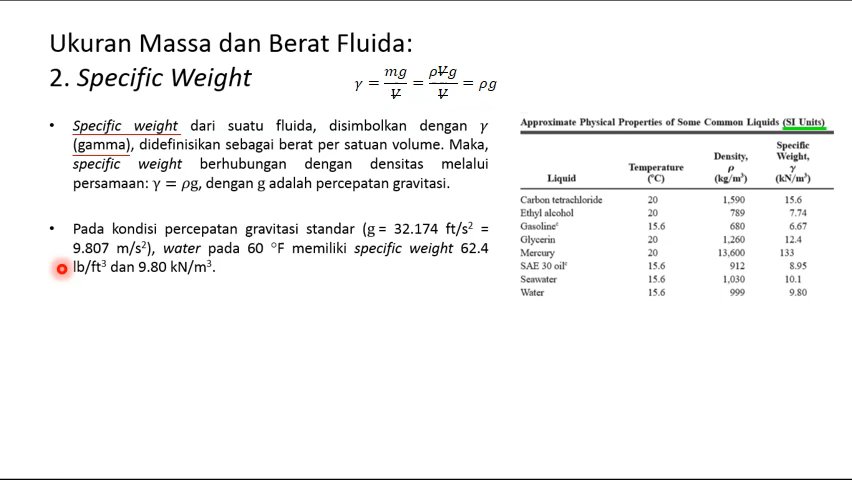 Ukuran Massa dan Berat Fluida:
2. Specific Weight
γ = mg/V = ρVg/V = ρg
• Specific weight dari suatu fluida, disimbolkan dengan γ
(gamma), didefinisikan sebagai berat per satuan volume. Maka,
specific weight berhubungan dengan densitas melalui
persamaan: γ = ρg, dengan g adalah percepatan gravitasi.
• Pada kondisi percepatan gravitasi standar (g = 32.174 ft/s² =
9.807 m/s²), water pada 60 °F memiliki specific weight 62.4
lb/ft³ dan 9.80 kN/m³.
Approximate Physical Properties of Some Common Liquids (SI Units)
Liquid Temperature (°C) Density, ρ (kg/m³) Specific Weight, γ (kN/m³)
Carbon tetrachloride 20 1,590 15.6
Ethyl alcohol 20 789 7.74
Gasolineᶜ 15.6 680 6.67
Glycerin 20 1,260 12.4
Mercury 20 13,600 133
SAE 30 oilᶜ 15.6 912 8.95
Seawater 15.6 1,030 10.1
Water 15.6 999 9.80